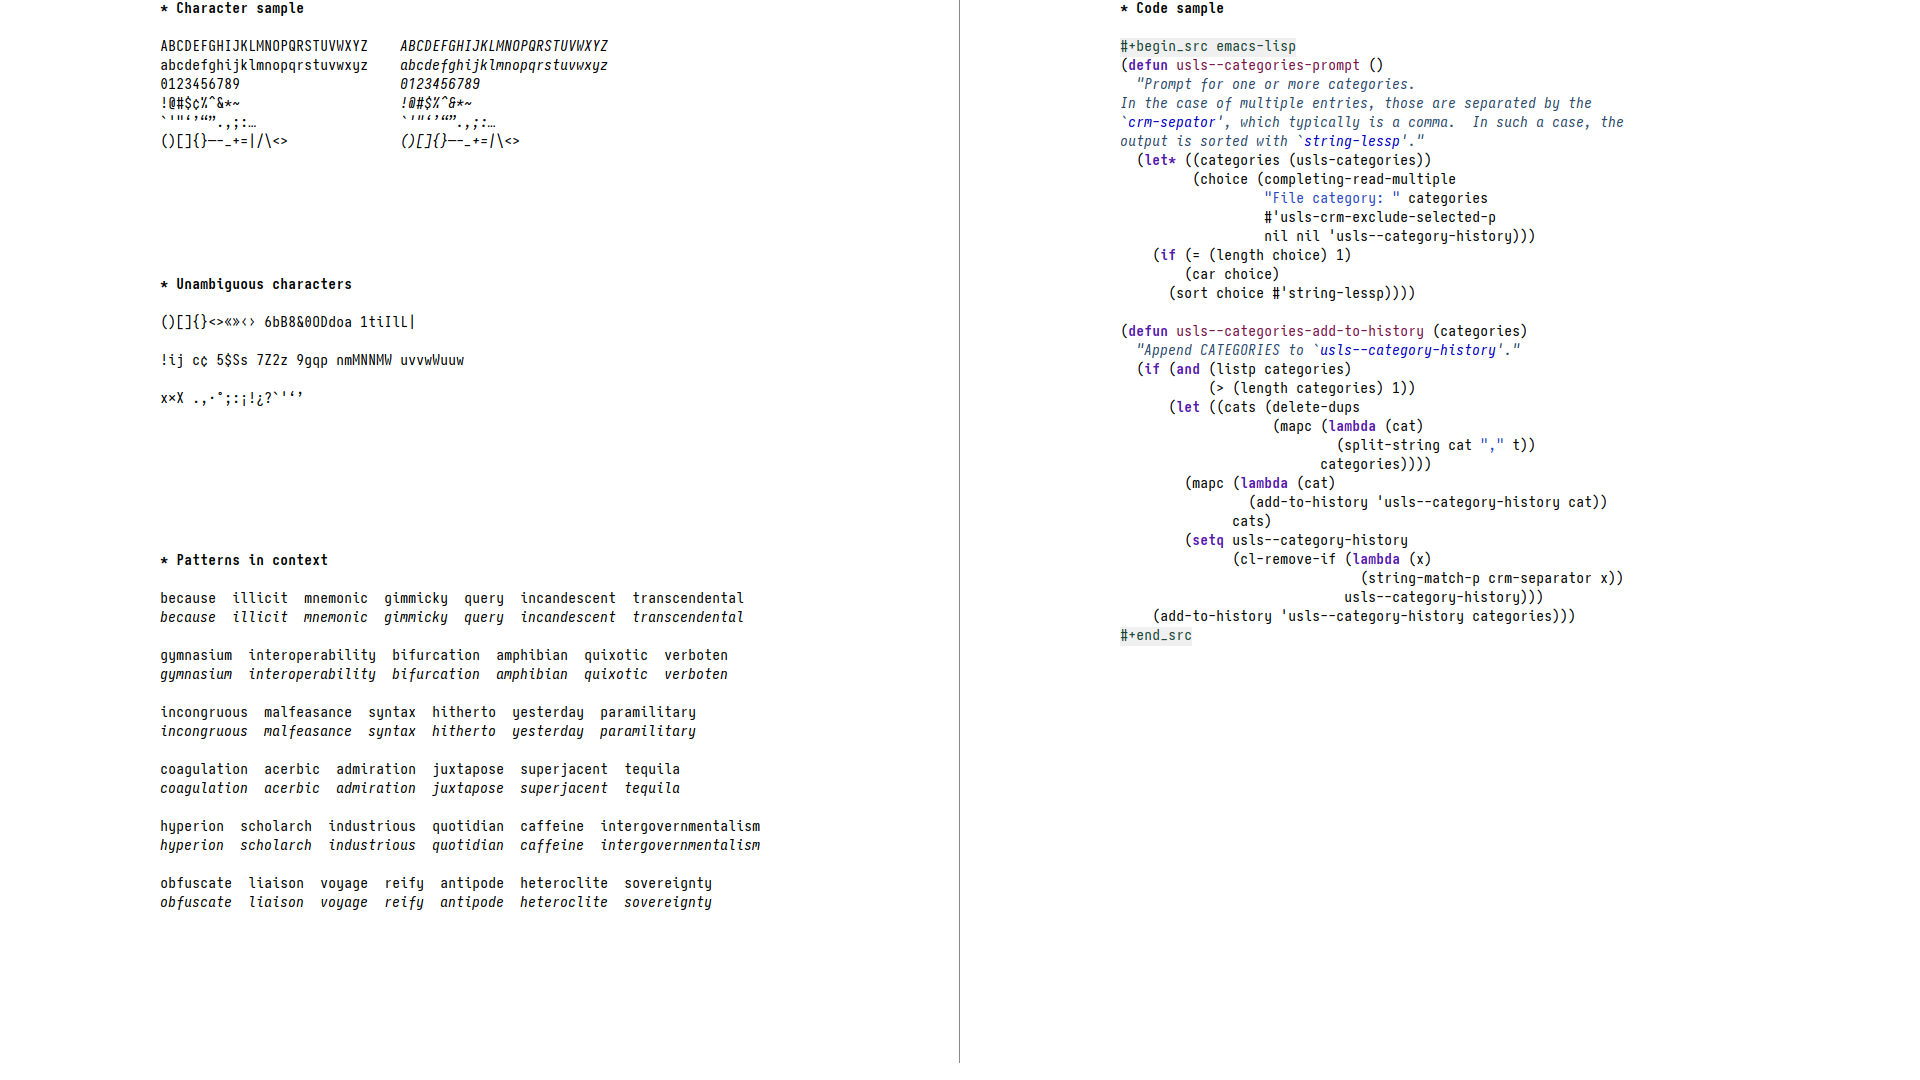 * Character sample

ABCDEFGHIJKLMNOPQRSTUVWXYZ    ABCDEFGHIJKLMNOPQRSTUVWXYZ
abcdefghijklmnopqrstuvwxyz    abcdefghijklmnopqrstuvwxyz
0123456789                    0123456789
!@#$¢%^&*~                    !@#$%^&*~
`'"‘’“”.,;:…                  `'"‘’“”.,;:…
()[]{}—-_+=|/\<>              ()[]{}—-_+=|\<>

* Unambiguous characters

()[]{}<>«»‹› 6bB8&0ODdoa 1tiIlL|

!ij c¢ 5$Ss 7Z2z 9gqp nmMNNMW uvvwWuuw

x×X .,·°;:¡!¿?`'‘’

* Patterns in context

because  illicit  mnemonic  gimmicky  query  incandescent  transcendental
because  illicit  mnemonic  gimmicky  query  incandescent  transcendental

gymnasium  interoperability  bifurcation  amphibian  quixotic  verboten
gymnasium  interoperability  bifurcation  amphibian  quixotic  verboten

incongruous  malfeasance  syntax  hitherto  yesterday  paramilitary
incongruous  malfeasance  syntax  hitherto  yesterday  paramilitary

coagulation  acerbic  admiration  juxtapose  superjacent  tequila
coagulation  acerbic  admiration  juxtapose  superjacent  tequila

hyperion  scholarch  industrious  quotidian  caffeine  intergovernmentalism
hyperion  scholarch  industrious  quotidian  caffeine  intergovernmentalism

obfuscate  liaison  voyage  reify  antipode  heteroclite  sovereignty
obfuscate  liaison  voyage  reify  antipode  heteroclite  sovereignty

* Code sample

#+begin_src emacs-lisp
(defun usls--categories-prompt ()
  "Prompt for one or more categories.
In the case of multiple entries, those are separated by the
`crm-sepator', which typically is a comma.  In such a case, the
output is sorted with `string-lessp'."
  (let* ((categories (usls-categories))
         (choice (completing-read-multiple
                  "File category: " categories
                  #'usls-crm-exclude-selected-p
                  nil nil 'usls--category-history)))
    (if (= (length choice) 1)
        (car choice)
      (sort choice #'string-lessp))))

(defun usls--categories-add-to-history (categories)
  "Append CATEGORIES to `usls--category-history'."
  (if (and (listp categories)
           (> (length categories) 1))
      (let ((cats (delete-dups
                   (mapc (lambda (cat)
                           (split-string cat "," t))
                         categories))))
        (mapc (lambda (cat)
                (add-to-history 'usls--category-history cat))
              cats)
        (setq usls--category-history
              (cl-remove-if (lambda (x)
                              (string-match-p crm-separator x))
                            usls--category-history)))
    (add-to-history 'usls--category-history categories)))
#+end_src